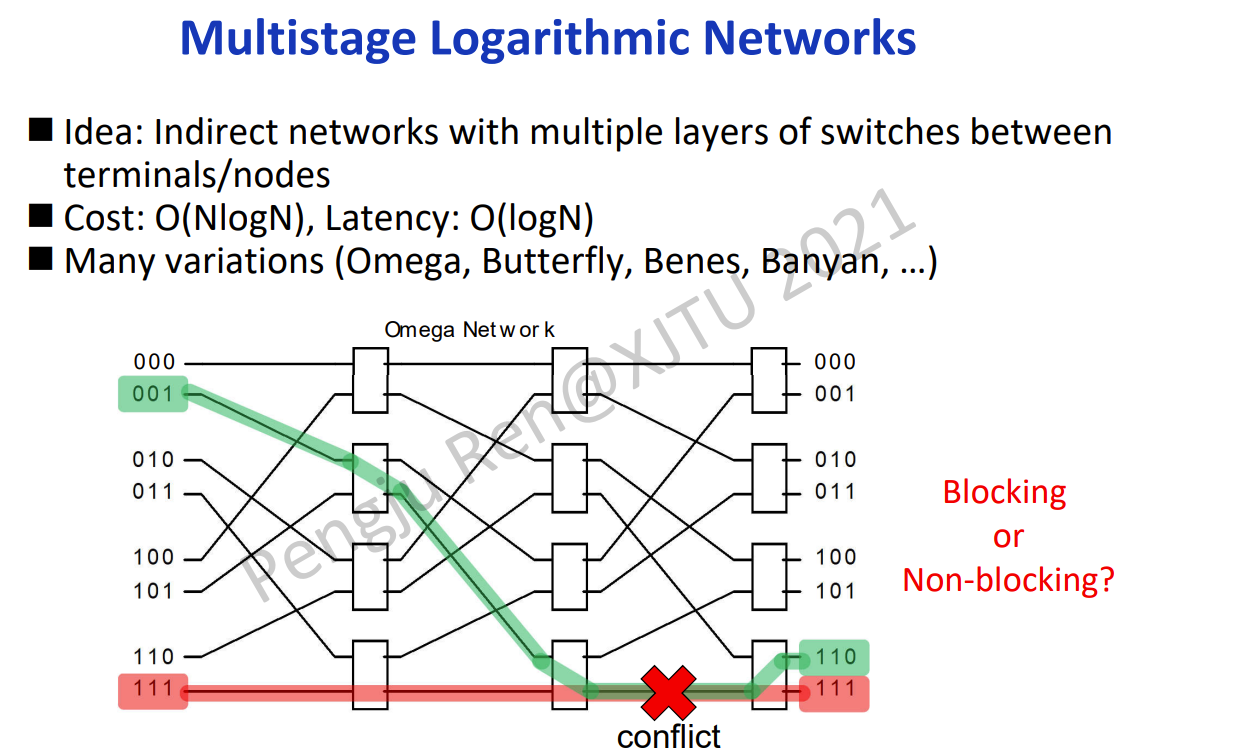 Multistage Logarithmic Networks
■ Idea: Indirect networks with multiple layers of switches between
terminals/nodes
■ Cost: O(NlogN), Latency: O(logN)
■ Many variations (Omega, Butterfly, Benes, Banyan, …)
Pengju Ren@XJTU 2021
Omega Network
000 000
001 001
010 010
011 011
100 100
101 101
110 110
111 111
Blocking
or
Non-blocking?
conflict